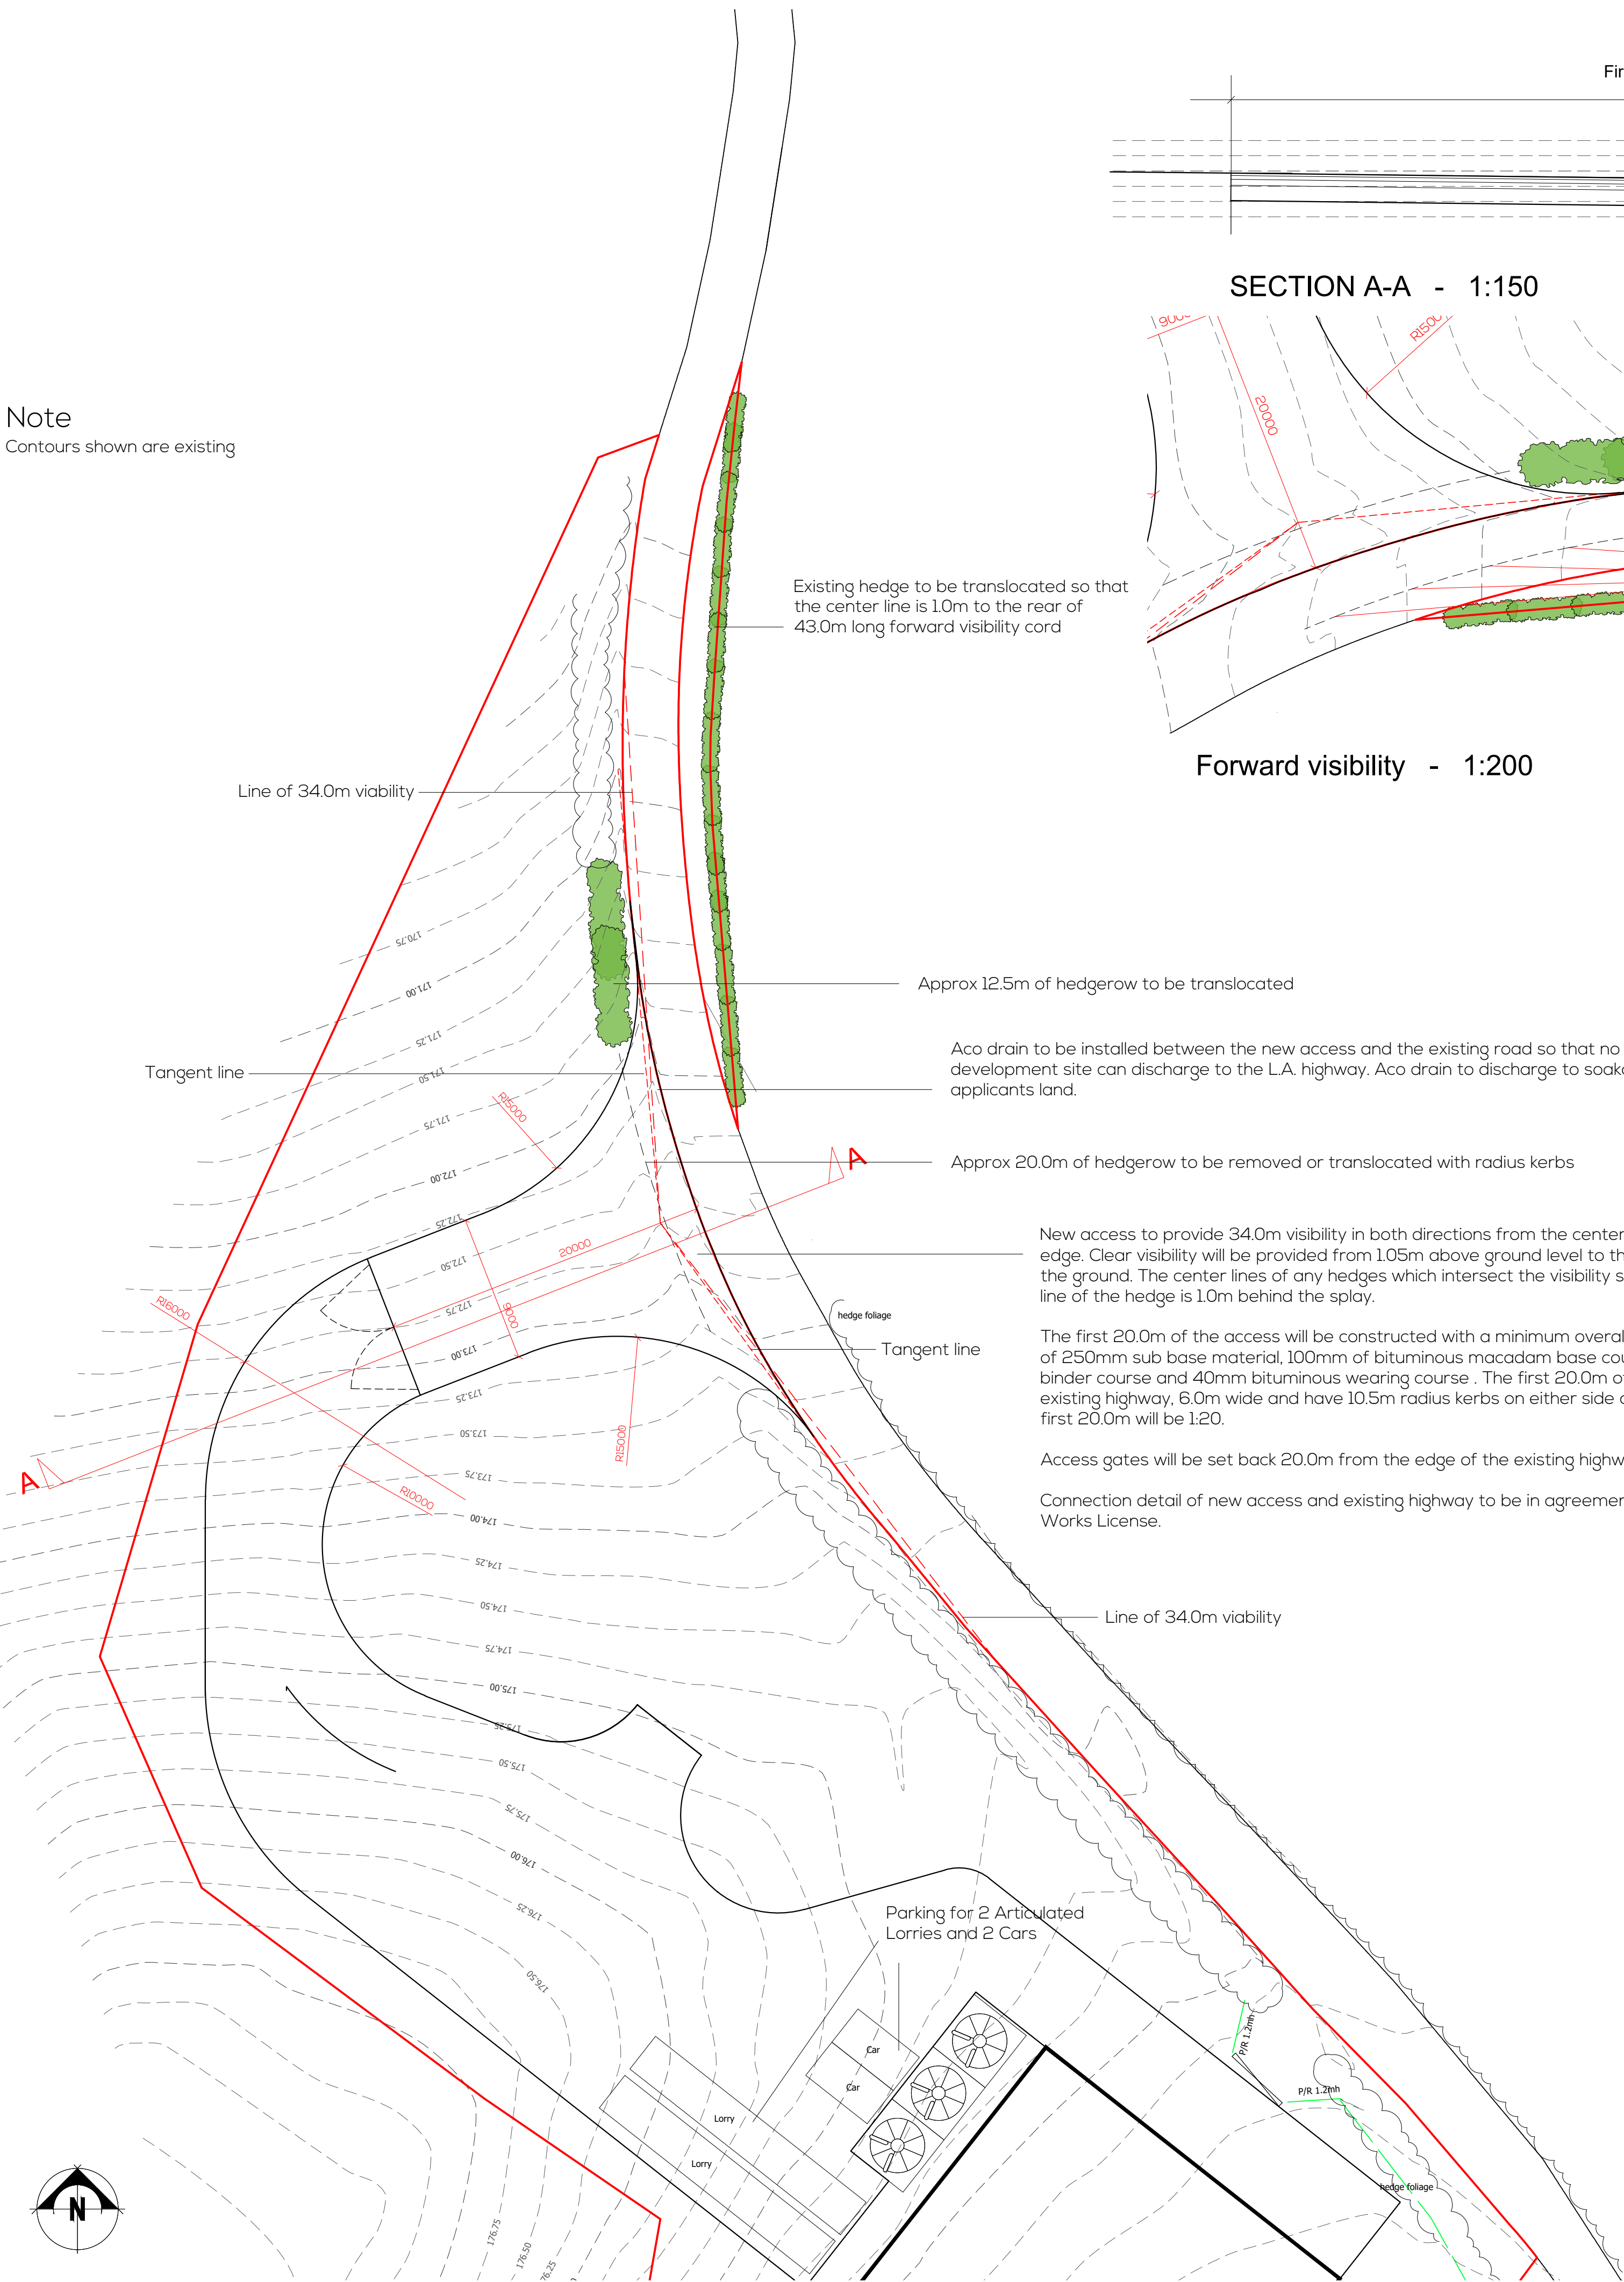 Fir
SECTION A-A - 1:150
9000
R1500
20000
Note
Contours shown are existing
Existing hedge to be translocated so that
the center line is 1.0m to the rear of
43.0m long forward visibility cord
Forward visibility - 1:200
Line of 34.0m viability
170.75
171.00
171.25
171.50
171.75
172.00
172.25
172.50
172.75
173.00
173.25
173.50
173.75
174.00
174.25
174.50
174.75
175.00
175.25
175.50
175.75
176.00
176.25
176.50
Approx 12.5m of hedgerow to be translocated
Aco drain to be installed between the new access and the existing road so that no
development site can discharge to the L.A. highway. Aco drain to discharge to soak
applicants land.
Tangent line
R15000
A
Approx 20.0m of hedgerow to be removed or translocated with radius kerbs
20000
9000
R16000
R15000
R10000
A
New access to provide 34.0m visibility in both directions from the center
edge. Clear visibility will be provided from 1.05m above ground level to th
the ground. The center lines of any hedges which intersect the visibility s
line of the hedge is 1.0m behind the splay.
hedge foliage
Tangent line
The first 20.0m of the access will be constructed with a minimum overal
of 250mm sub base material, 100mm of bituminous macadam base cou
binder course and 40mm bituminous wearing course . The first 20.0m of
existing highway, 6.0m wide and have 10.5m radius kerbs on either side
first 20.0m will be 1:20.
Access gates will be set back 20.0m from the edge of the existing highw
Connection detail of new access and existing highway to be in agreemen
Works License.
Line of 34.0m viability
Parking for 2 Articulated
Lorries and 2 Cars
Car
Car
Lorry
Lorry
P/R 1.2mh
P/R 1.2mh
hedge foliage
N
176.75
176.50
76.25